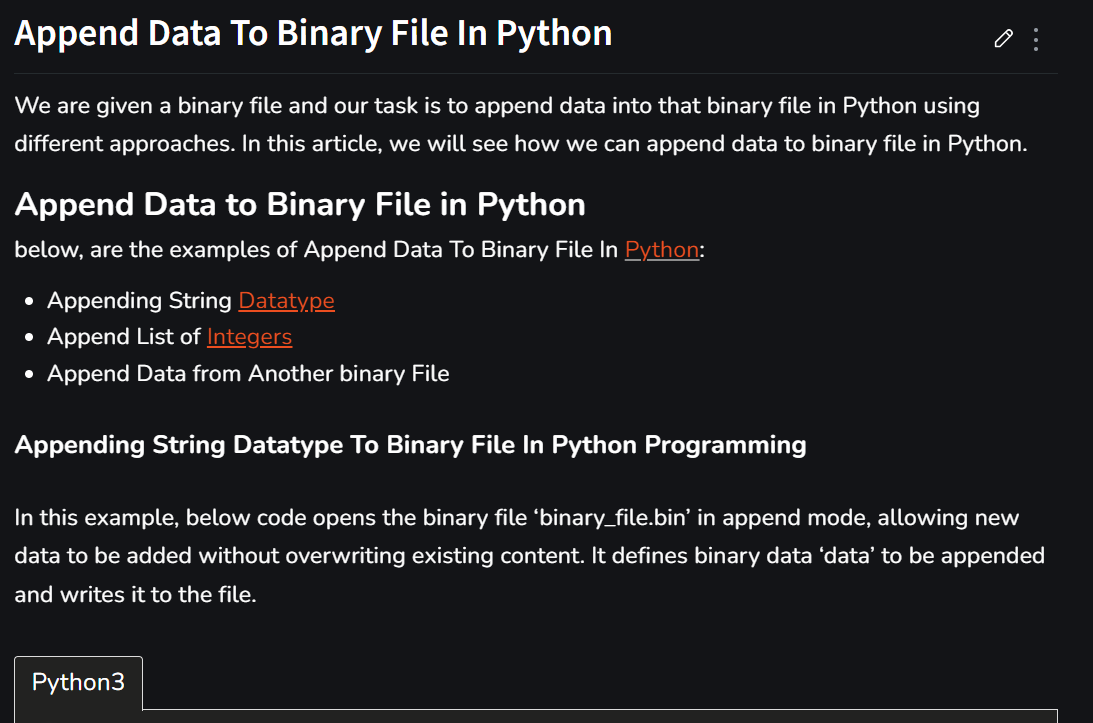 Append Data To Binary File In Python
We are given a binary file and our task is to append data into that binary file in Python using
different approaches. In this article, we will see how we can append data to binary file in Python.
Append Data to Binary File in Python
below, are the examples of Append Data To Binary File In Python:
Appending String Datatype
Append List of Integers
Append Data from Another binary File
Appending String Datatype To Binary File In Python Programming
In this example, below code opens the binary file ‘binary_file.bin’ in append mode, allowing new
data to be added without overwriting existing content. It defines binary data ‘data’ to be appended
and writes it to the file.
Python3